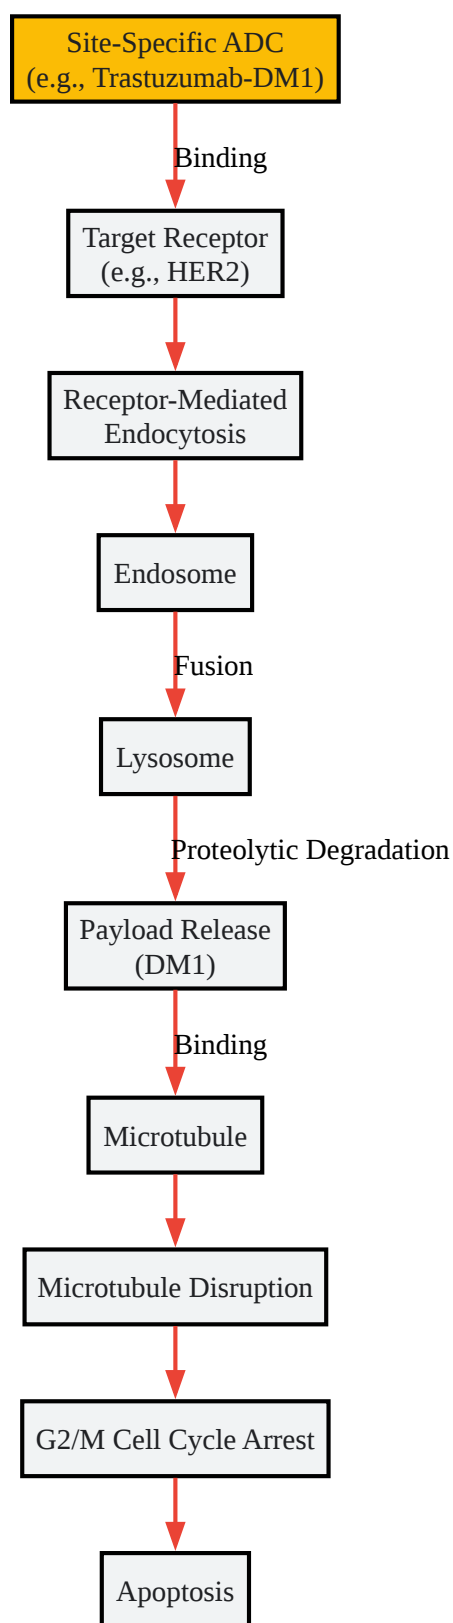 Site-Specific ADC
(e.g., Trastuzumab-DM1)
Binding
Target Receptor
(e.g., HER2)
Receptor-Mediated
Endocytosis
Endosome
Fusion
Lysosome
Proteolytic Degradation
Payload Release
(DM1)
Binding
Microtubule
Microtubule Disruption
G2/M Cell Cycle Arrest
Apoptosis